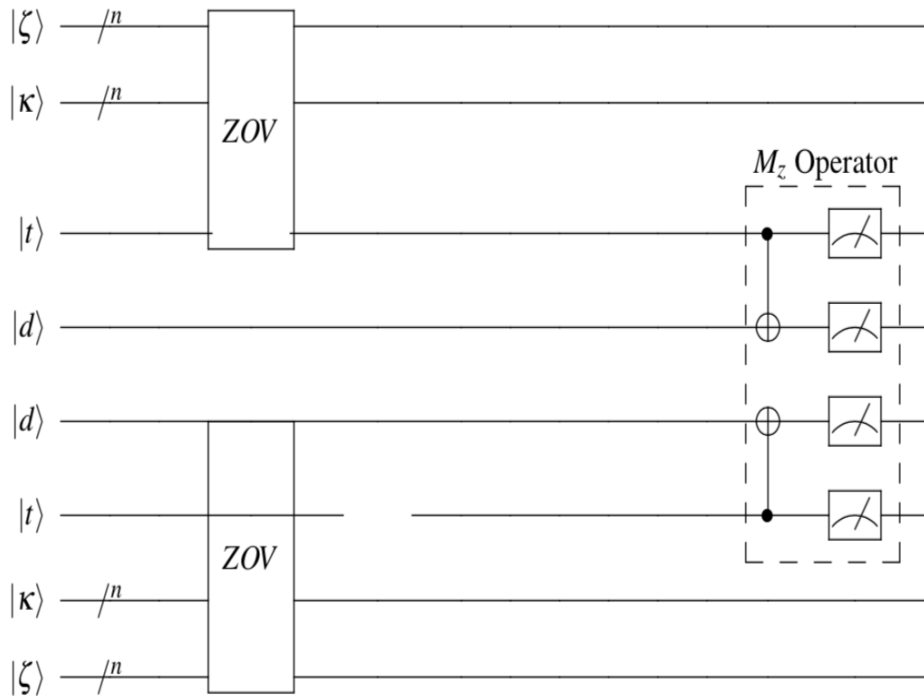 |ζ⟩ n
|κ⟩ n
ZOV
M_z Operator
|t⟩
|d⟩
|d⟩
|t⟩
ZOV
|κ⟩ n
|ζ⟩ n